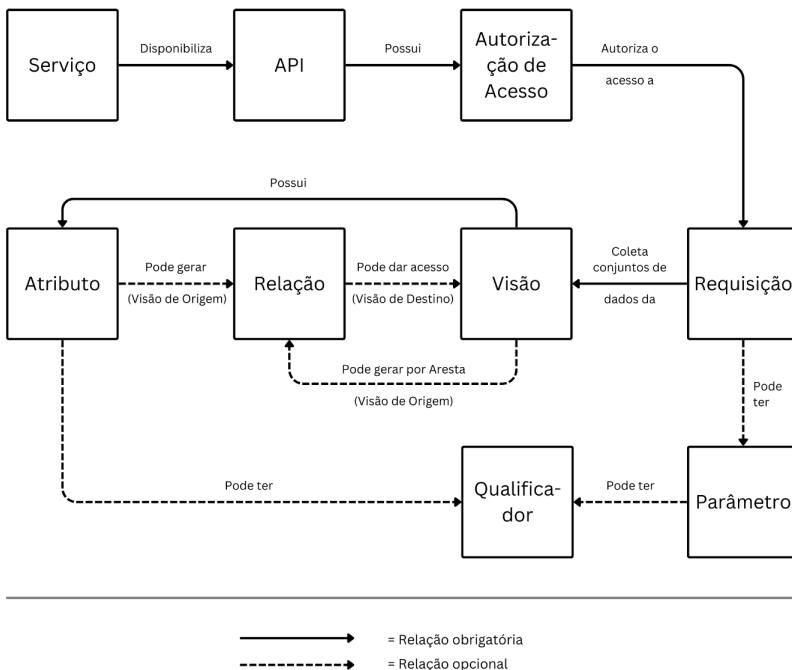 Serviço
Disponibiliza
API
Possui
Autoriza-
ção de
Acesso
Autoriza o
acesso a
Possui
Atributo
Pode gerar
(Visão de Origem)
Relação
Pode dar acesso
(Visão de Destino)
Visão
Coleta
conjuntos de
dados da
Requisição
Pode gerar por Aresta
(Visão de Origem)
Pode
ter
Pode ter
Qualifica-
dor
Pode ter
Parâmetro
= Relação obrigatória
= Relação opcional